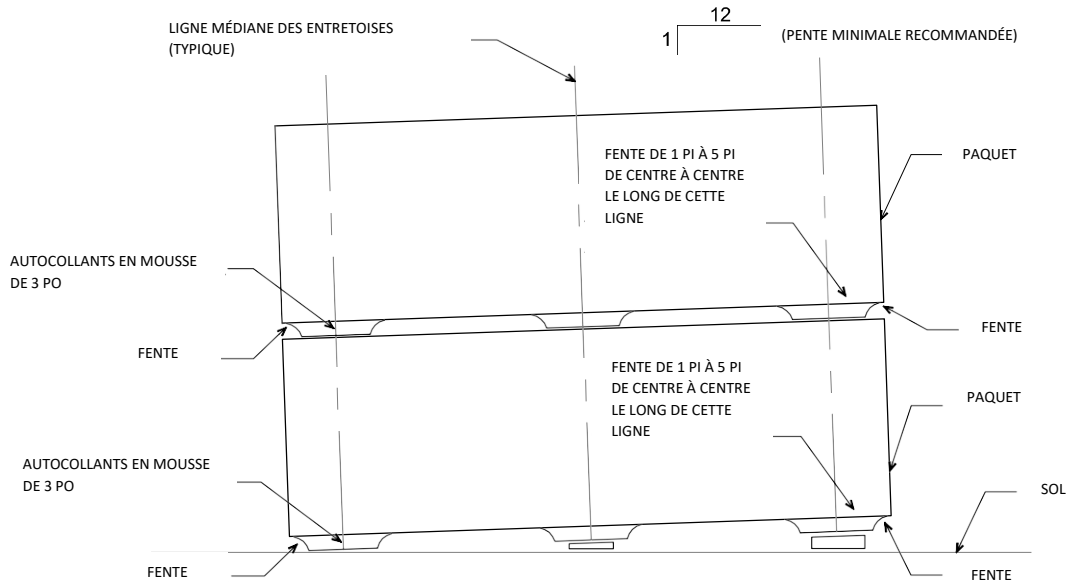 LIGNE MÉDIANE DES ENTRETOISES
(TYPIQUE)
12
1
(PENTE MINIMALE RECOMMANDÉE)
FENTE DE 1 PI À 5 PI
DE CENTRE À CENTRE
LE LONG DE CETTE
LIGNE
PAQUET
AUTOCOLLANTS EN MOUSSE
DE 3 PO
FENTE
FENTE
FENTE DE 1 PI À 5 PI
DE CENTRE À CENTRE
LE LONG DE CETTE
LIGNE
PAQUET
AUTOCOLLANTS EN MOUSSE
DE 3 PO
SOL
FENTE
FENTE